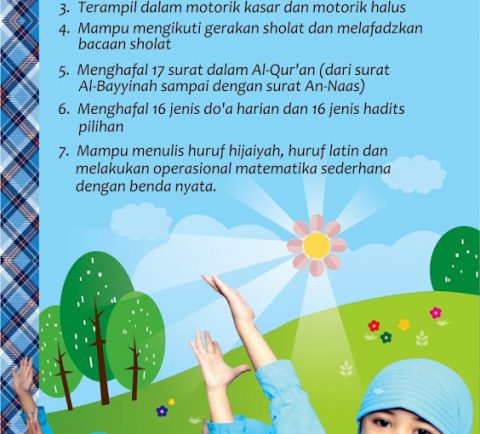 3. Terampil dalam motorik kasar dan motorik halus
4. Mampu mengikuti gerakan sholat dan melafadzkan
bacaan sholat
5. Menghafal 17 surat dalam Al-Qur'an (dari surat
Al-Bayyinah sampai dengan surat An-Naas)
6. Menghafal 16 jenis do'a harian dan 16 jenis hadits
pilihan
7. Mampu menulis huruf hijaiyah, huruf latin dan
melakukan operasional matematika sederhana
dengan benda nyata.